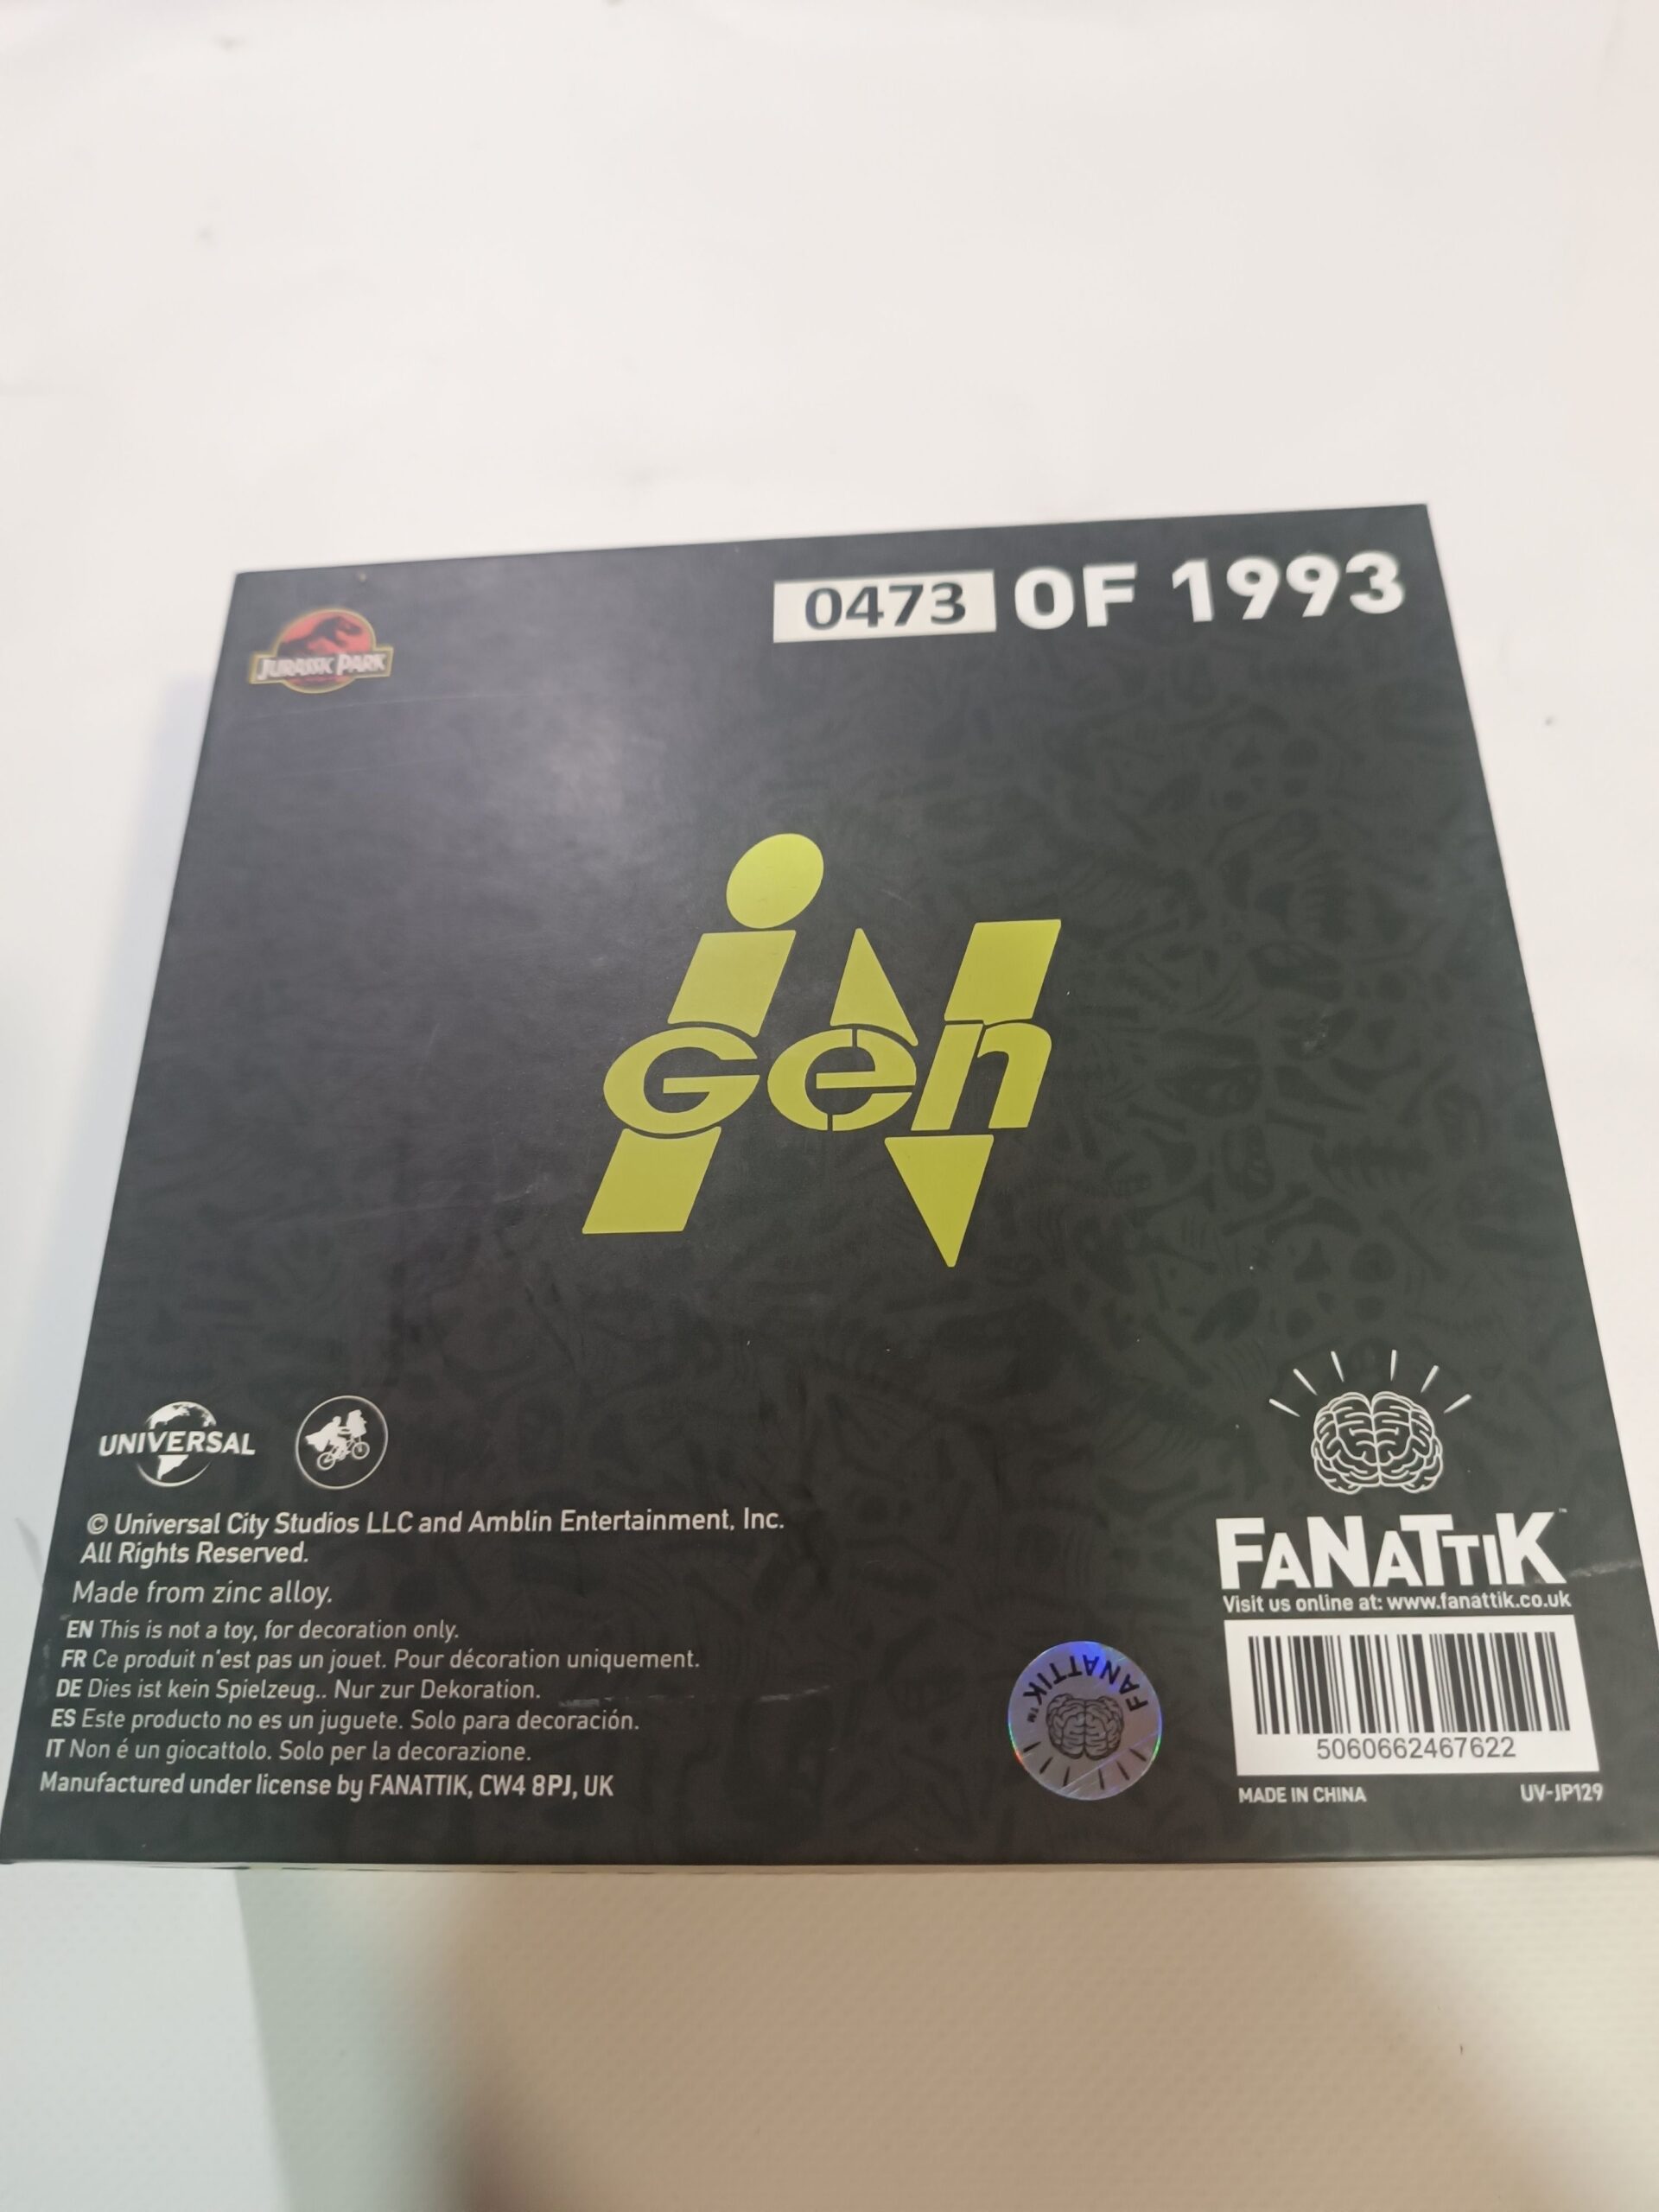 0473 OF 1993
JURASSIC PARK
iN
Gen
UNIVERSAL
© Universal City Studios LLC and Amblin Entertainment, Inc.
All Rights Reserved.
Made from zinc alloy.
EN This is not a toy, for decoration only.
FR Ce produit n'est pas un jouet. Pour décoration uniquement.
DE Dies ist kein Spielzeug.. Nur zur Dekoration.
ES Este producto no es un juguete. Solo para decoración.
IT Non é un giocattolo. Solo per la decorazione.
Manufactured under license by FANATTIK, CW4 8PJ, UK
FANATTIK™
FANATTIK™
Visit us online at: www.fanattik.co.uk
5060662467622
MADE IN CHINA UV-JP129